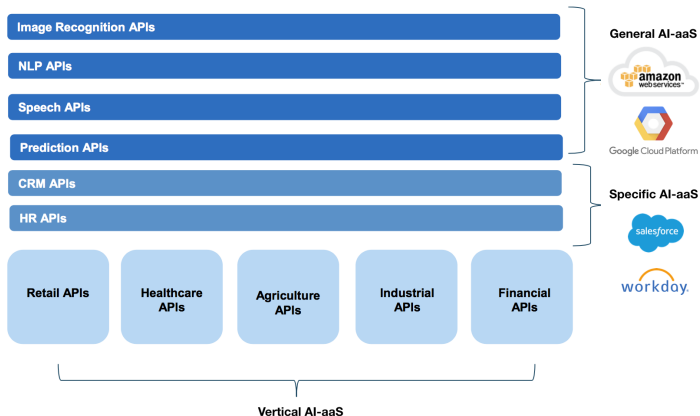 Image Recognition APIs
General AI-aaS
NLP APIs
amazon
webservices™
Speech APIs
Prediction APIs
Google Cloud Platform
CRM APIs
Specific AI-aaS
HR APIs
salesforce
Retail APIs
Healthcare
APIs
Agriculture
APIs
Industrial
APIs
Financial
APIs
workday.
Vertical AI-aaS